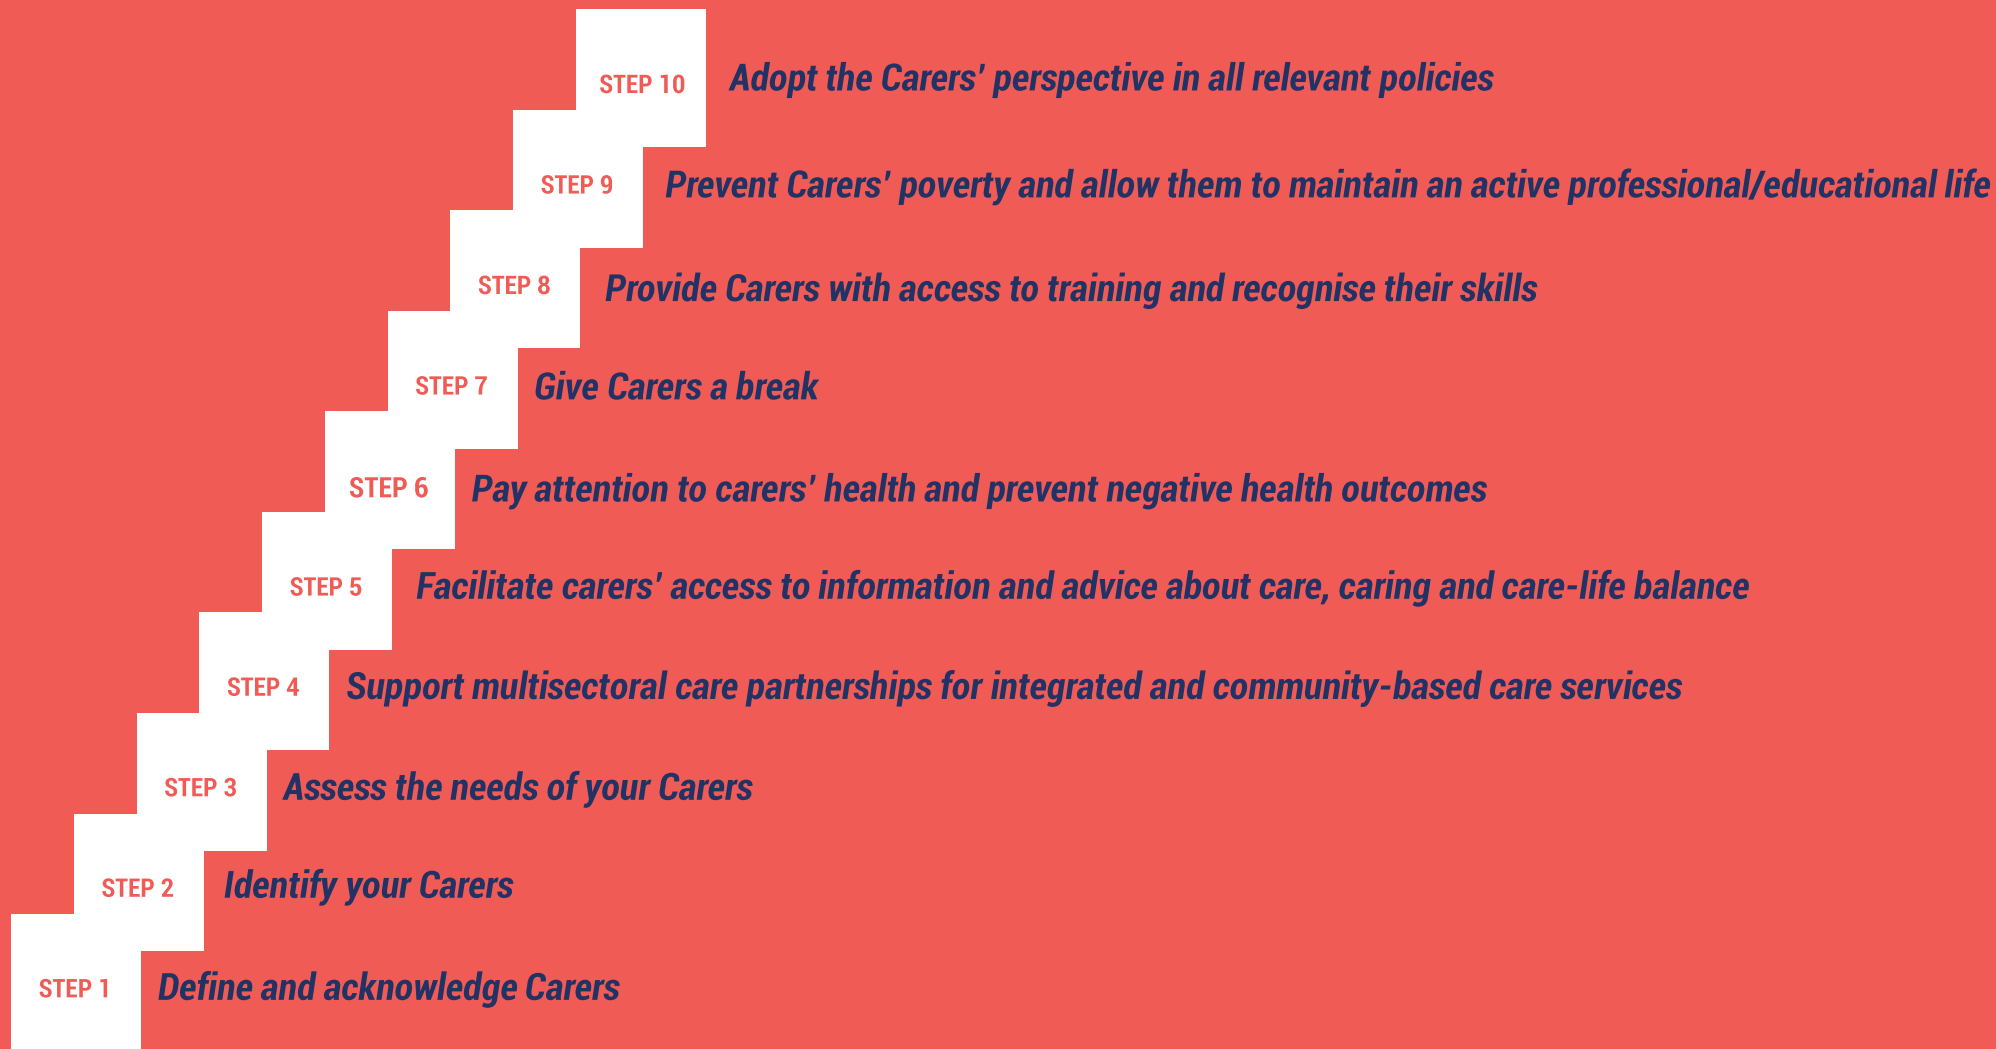 STEP 10 Adopt the Carers’ perspective in all relevant policies
STEP 9 Prevent Carers’ poverty and allow them to maintain an active professional/educational life
STEP 8 Provide Carers with access to training and recognise their skills
STEP 7 Give Carers a break
STEP 6 Pay attention to carers’ health and prevent negative health outcomes
STEP 5 Facilitate carers’ access to information and advice about care, caring and care-life balance
STEP 4 Support multisectoral care partnerships for integrated and community-based care services
STEP 3 Assess the needs of your Carers
STEP 2 Identify your Carers
STEP 1 Define and acknowledge Carers